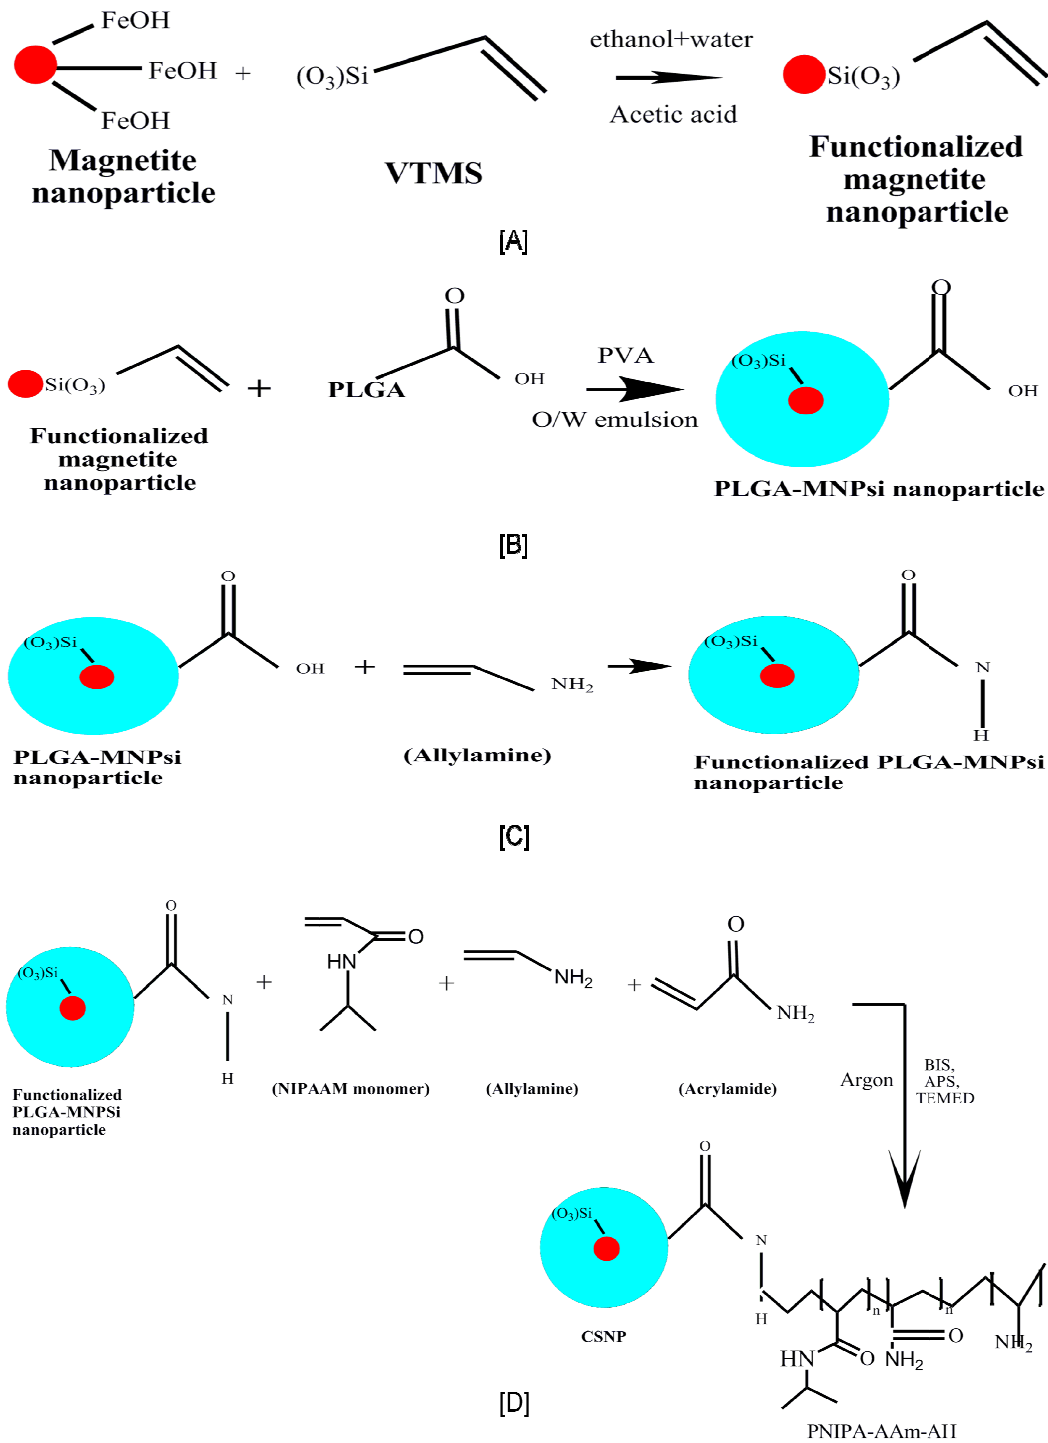 FeOH
FeOH
FeOH
+
(O3)Si
ethanol+water
Acetic acid
Si(O3)
Magnetite
nanoparticle
VTMS
Functionalized
magnetite
nanoparticle
[A]
Si(O3)
Functionalized
magnetite
nanoparticle
+
O
PLGA
OH
PVA
O/W emulsion
(O3)Si
O
OH
PLGA-MNPsi nanoparticle
[B]
(O3)Si
O
OH
PLGA-MNPsi
nanoparticle
+
NH2
(Allylamine)
(O3)Si
O
N
H
Functionalized PLGA-MNPsi
nanoparticle
[C]
(O3)Si
O
N
H
Functionalized
PLGA-MNPSi
nanoparticle
+
O
HN
(NIPAAM monomer)
+
NH2
(Allylamine)
+
O
NH2
(Acrylamide)
Argon
BIS,
APS,
TEMED
(O3)Si
CSNP
O
N
H
n
n
HN
O
NH2
O
NH2
PNIPA-AAm-AH
[D]